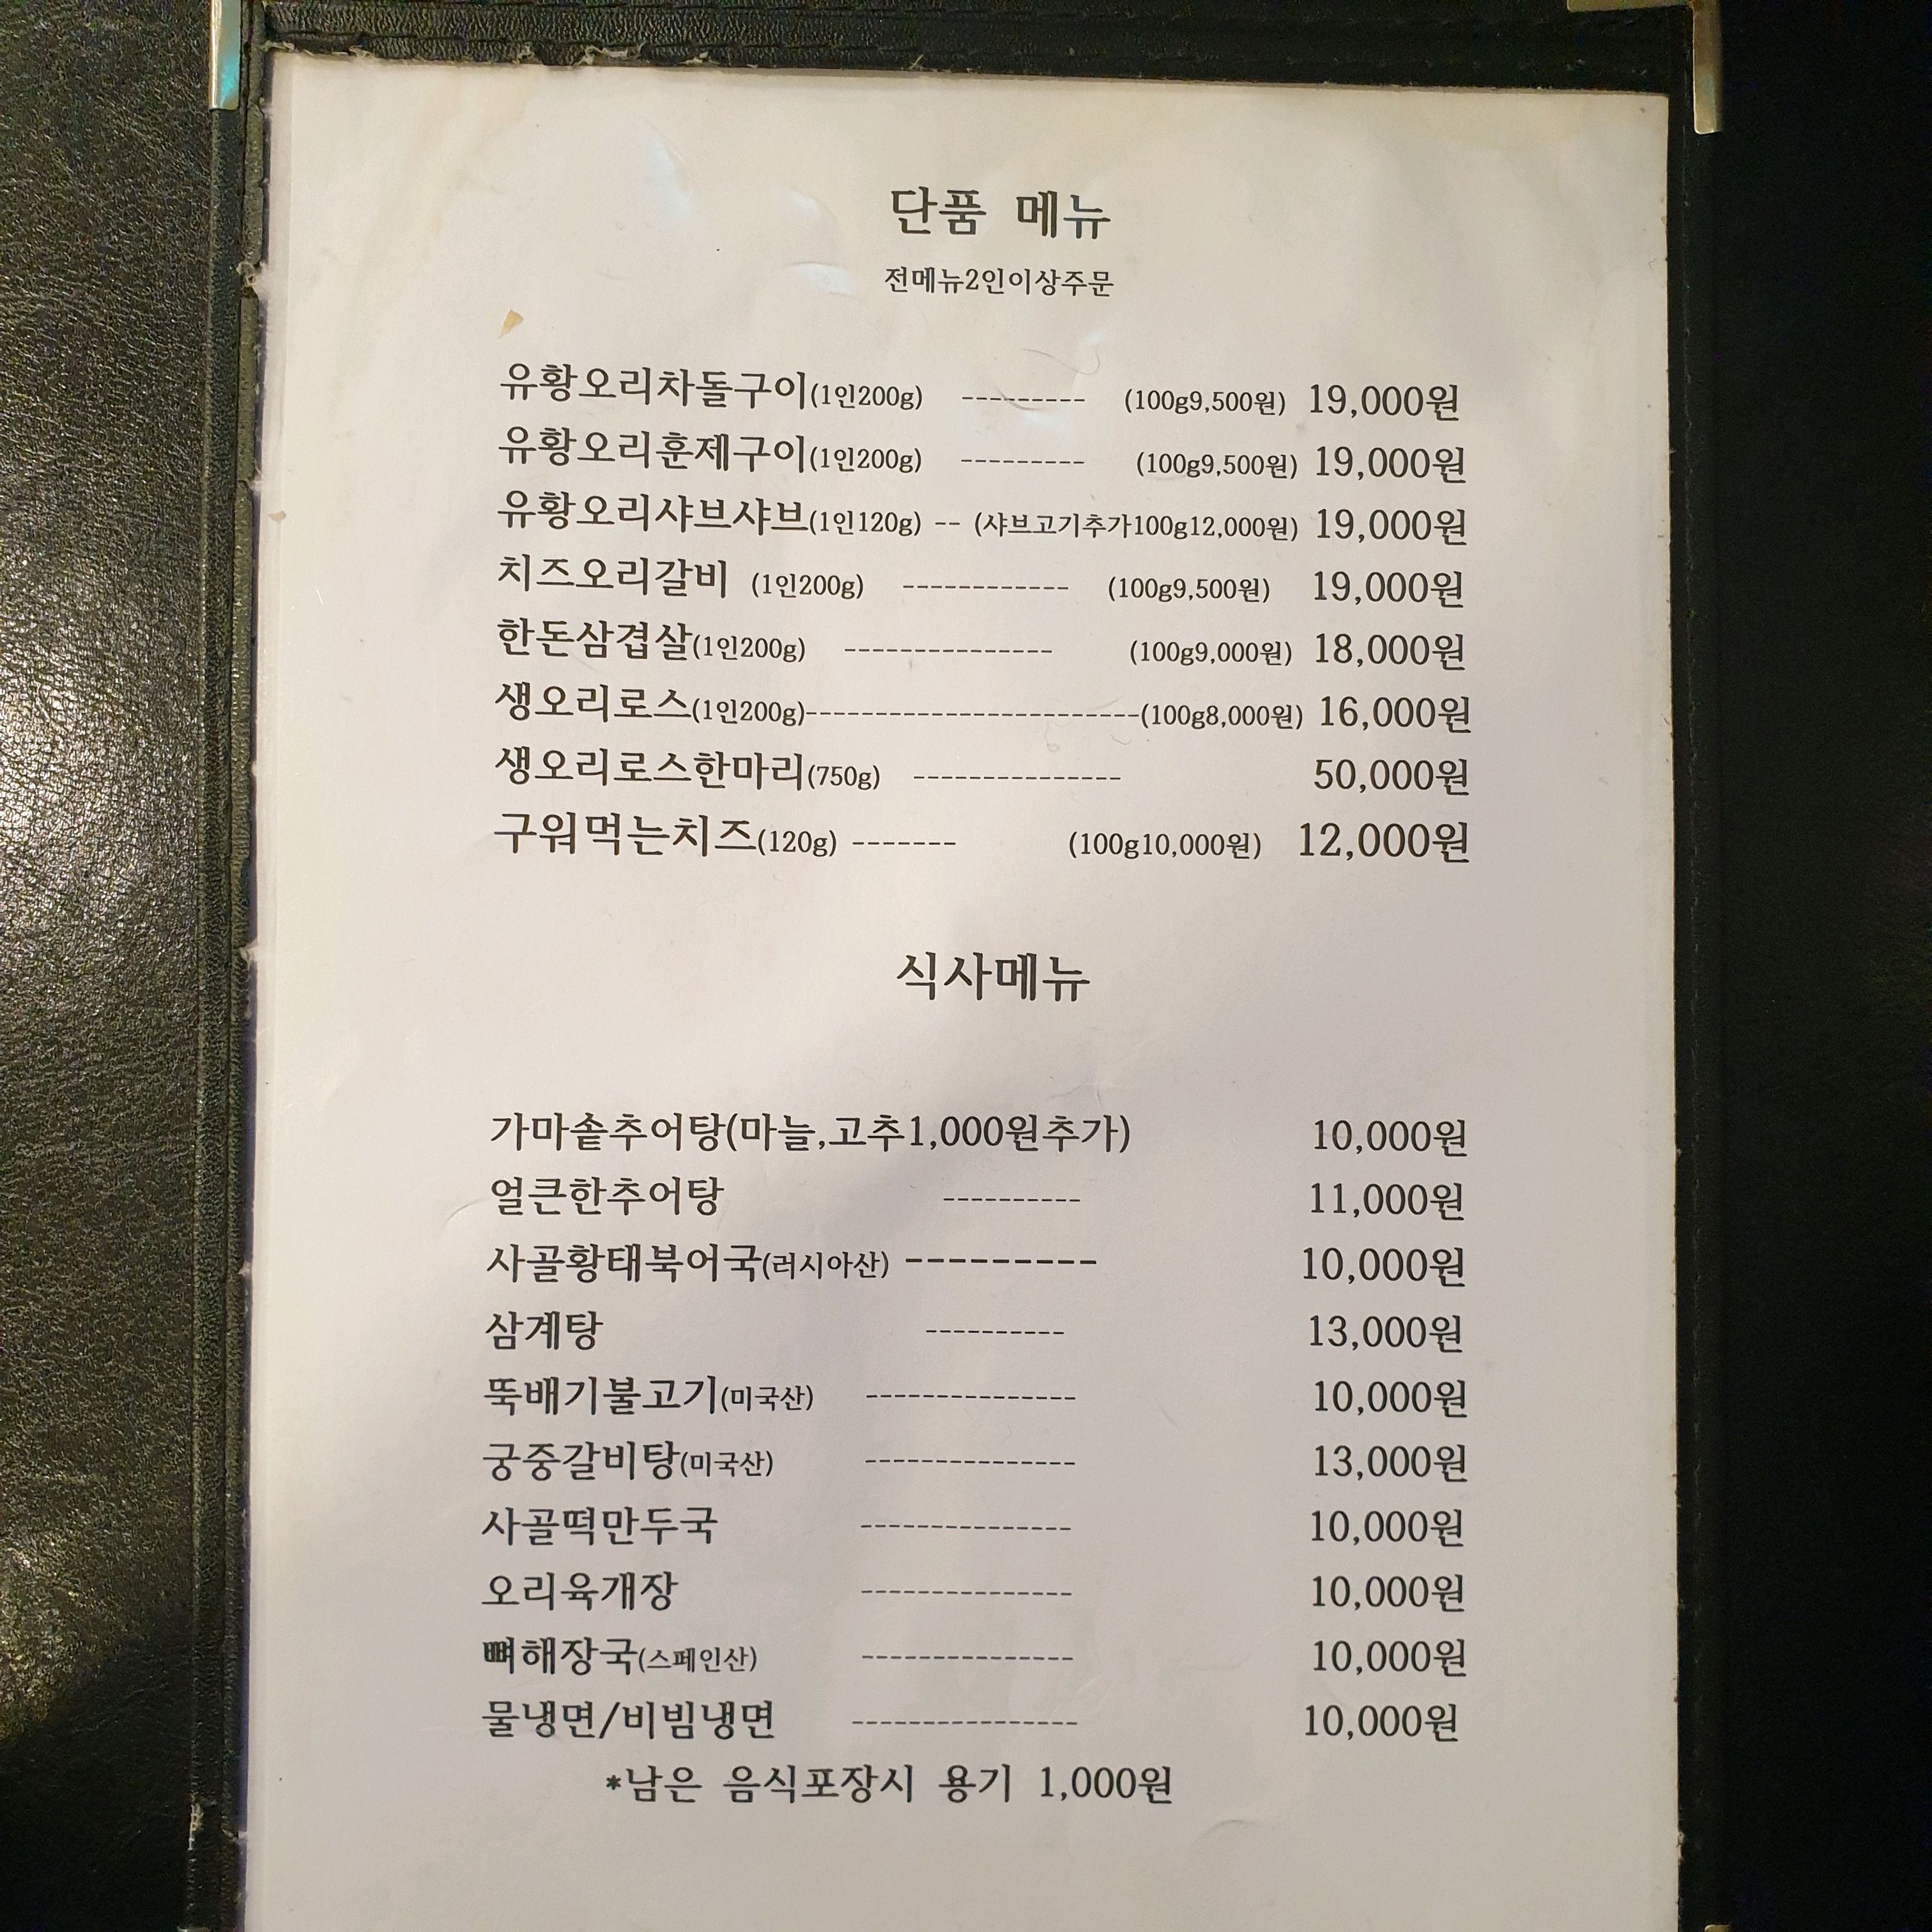 단품 메뉴
전메뉴2인이상주문
유황오리차돌구이(1인200g) --------- (100g9,500원) 19,000원
유황오리훈제구이(1인200g) --------- (100g9,500원) 19,000원
유황오리샤브샤브(1인120g) -- (샤브고기추가100g12,000원) 19,000원
치즈오리갈비 (1인200g) ------------ (100g9,500원) 19,000원
한돈삼겹살(1인200g) --------------- (100g9,000원) 18,000원
생오리로스(1인200g)------------------------(100g8,000원) 16,000원
생오리로스한마리(750g) --------------- 50,000원
구워먹는치즈(120g) ------- (100g10,000원) 12,000원
식사메뉴
가마솥추어탕(마늘,고추1,000원추가) 10,000원
얼큰한추어탕 ---------- 11,000원
사골황태북어국(러시아산) --------- 10,000원
삼계탕 ---------- 13,000원
뚝배기불고기(미국산) --------------- 10,000원
궁중갈비탕(미국산) --------------- 13,000원
사골떡만두국 --------------- 10,000원
오리육개장 --------------- 10,000원
뼈해장국(스페인산) --------------- 10,000원
물냉면/비빔냉면 ---------------- 10,000원
*남은 음식포장시 용기 1,000원